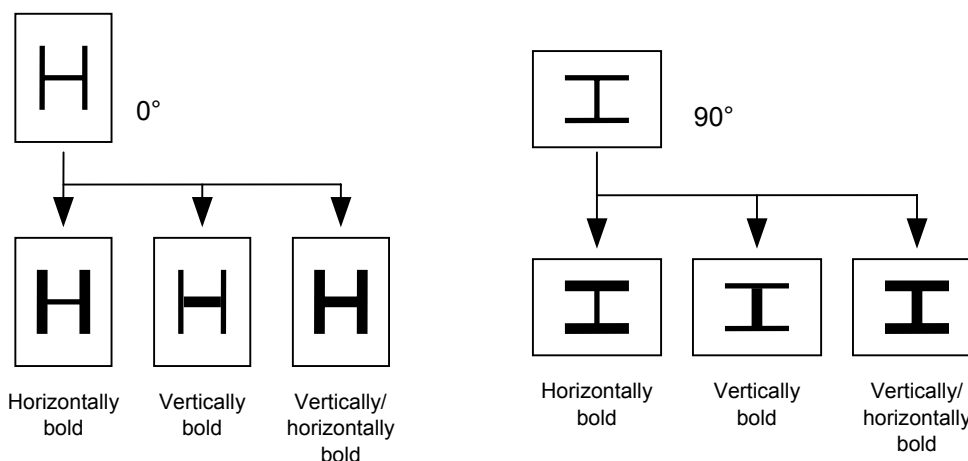 H
0°
H
90°
H
H
H
H
H
H
Horizontally
bold
Vertically
bold
Vertically/
horizontally
bold
Horizontally
bold
Vertically
bold
Vertically/
horizontally
bold